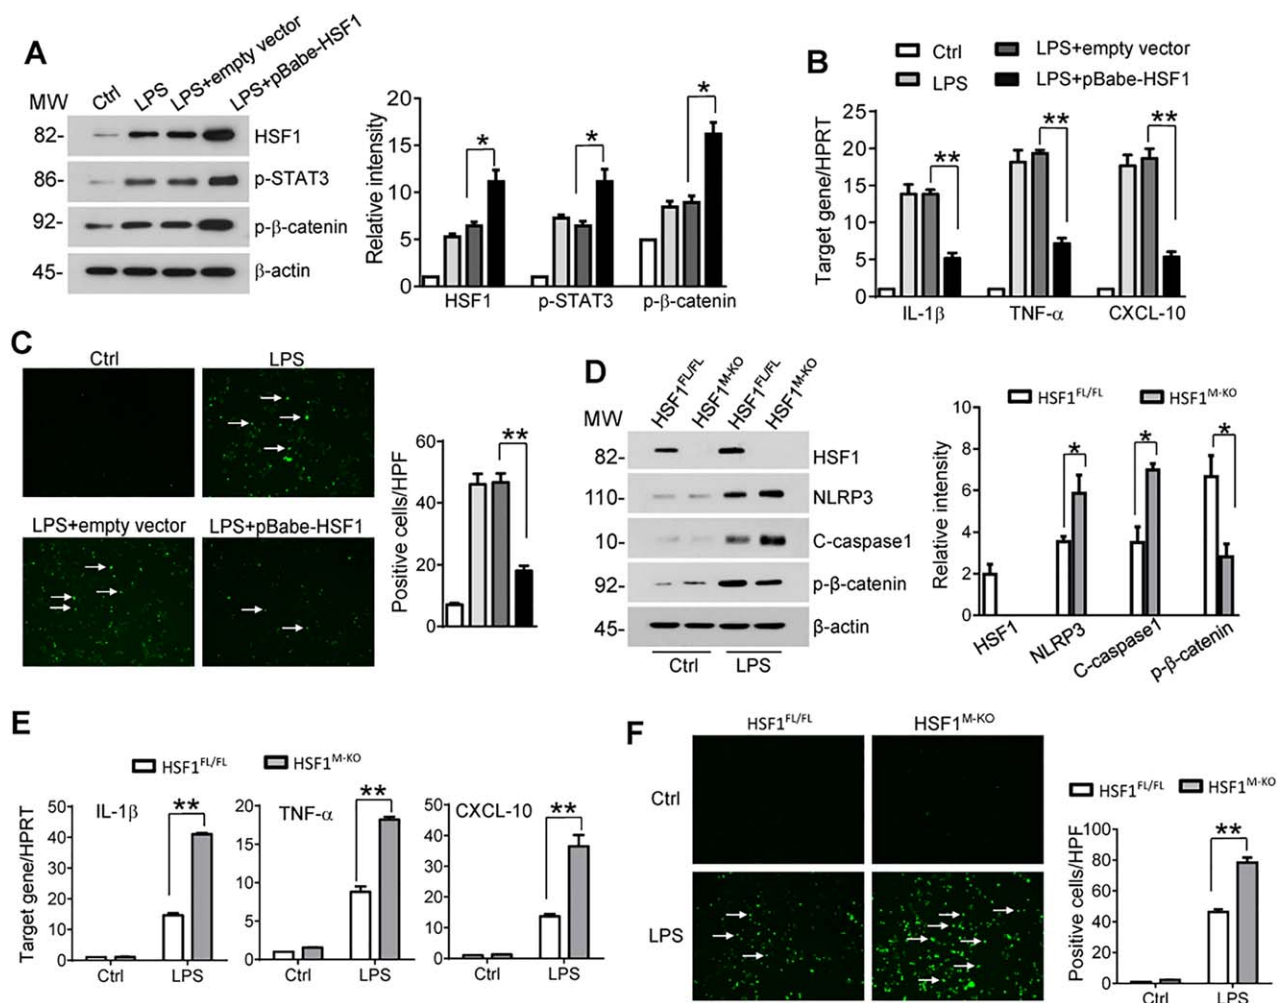 A
MW
Ctrl
LPS
LPS+empty vector
LPS+pBabe-HSF1
82-
HSF1
86-
p-STAT3
92-
p-β-catenin
45-
β-actin
Relative intensity
20
15
10
5
0
*
*
*
HSF1
p-STAT3
p-β-catenin
B
Ctrl
LPS+empty vector
LPS
LPS+pBabe-HSF1
Target gene/HPRT
25
20
15
10
5
0
**
**
**
IL-1β
TNF-α
CXCL-10
C
Ctrl
LPS
LPS+empty vector
LPS+pBabe-HSF1
Positive cells/HPF
60
40
20
0
**
D
MW
HSF1FL/FL
HSF1M-KO
HSF1FL/FL
HSF1M-KO
82-
HSF1
110-
NLRP3
10-
C-caspase1
92-
p-β-catenin
45-
β-actin
Ctrl
LPS
HSF1FL/FL
HSF1M-KO
Relative intensity
10
8
6
4
2
0
*
*
*
HSF1
NLRP3
C-caspase1
p-β-catenin
E
HSF1FL/FL
HSF1M-KO
Target gene/HPRT
IL-1β
50
40
30
20
10
0
**
Ctrl
LPS
TNF-α
20
15
10
5
0
**
Ctrl
LPS
CXCL-10
50
40
30
20
10
0
**
Ctrl
LPS
F
HSF1FL/FL
HSF1M-KO
Ctrl
LPS
HSF1FL/FL
HSF1M-KO
Positive cells/HPF
100
80
60
40
20
0
**
Ctrl
LPS